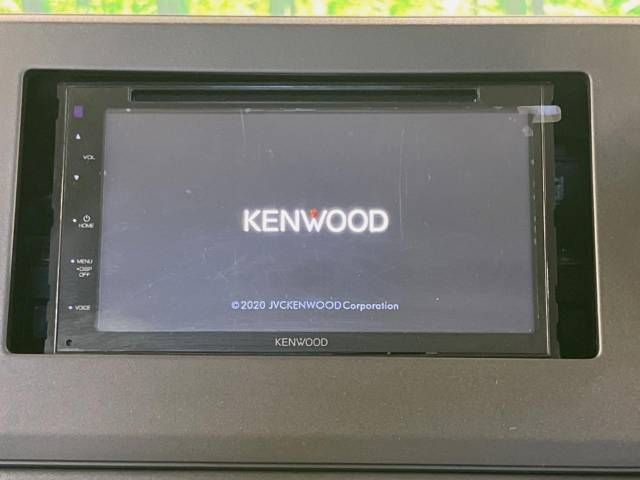 VOL
HOME
MENU
•DISP
OFF
VOICE
KENWOOD
©2020 JVCKENWOOD Corporation
KENWOOD